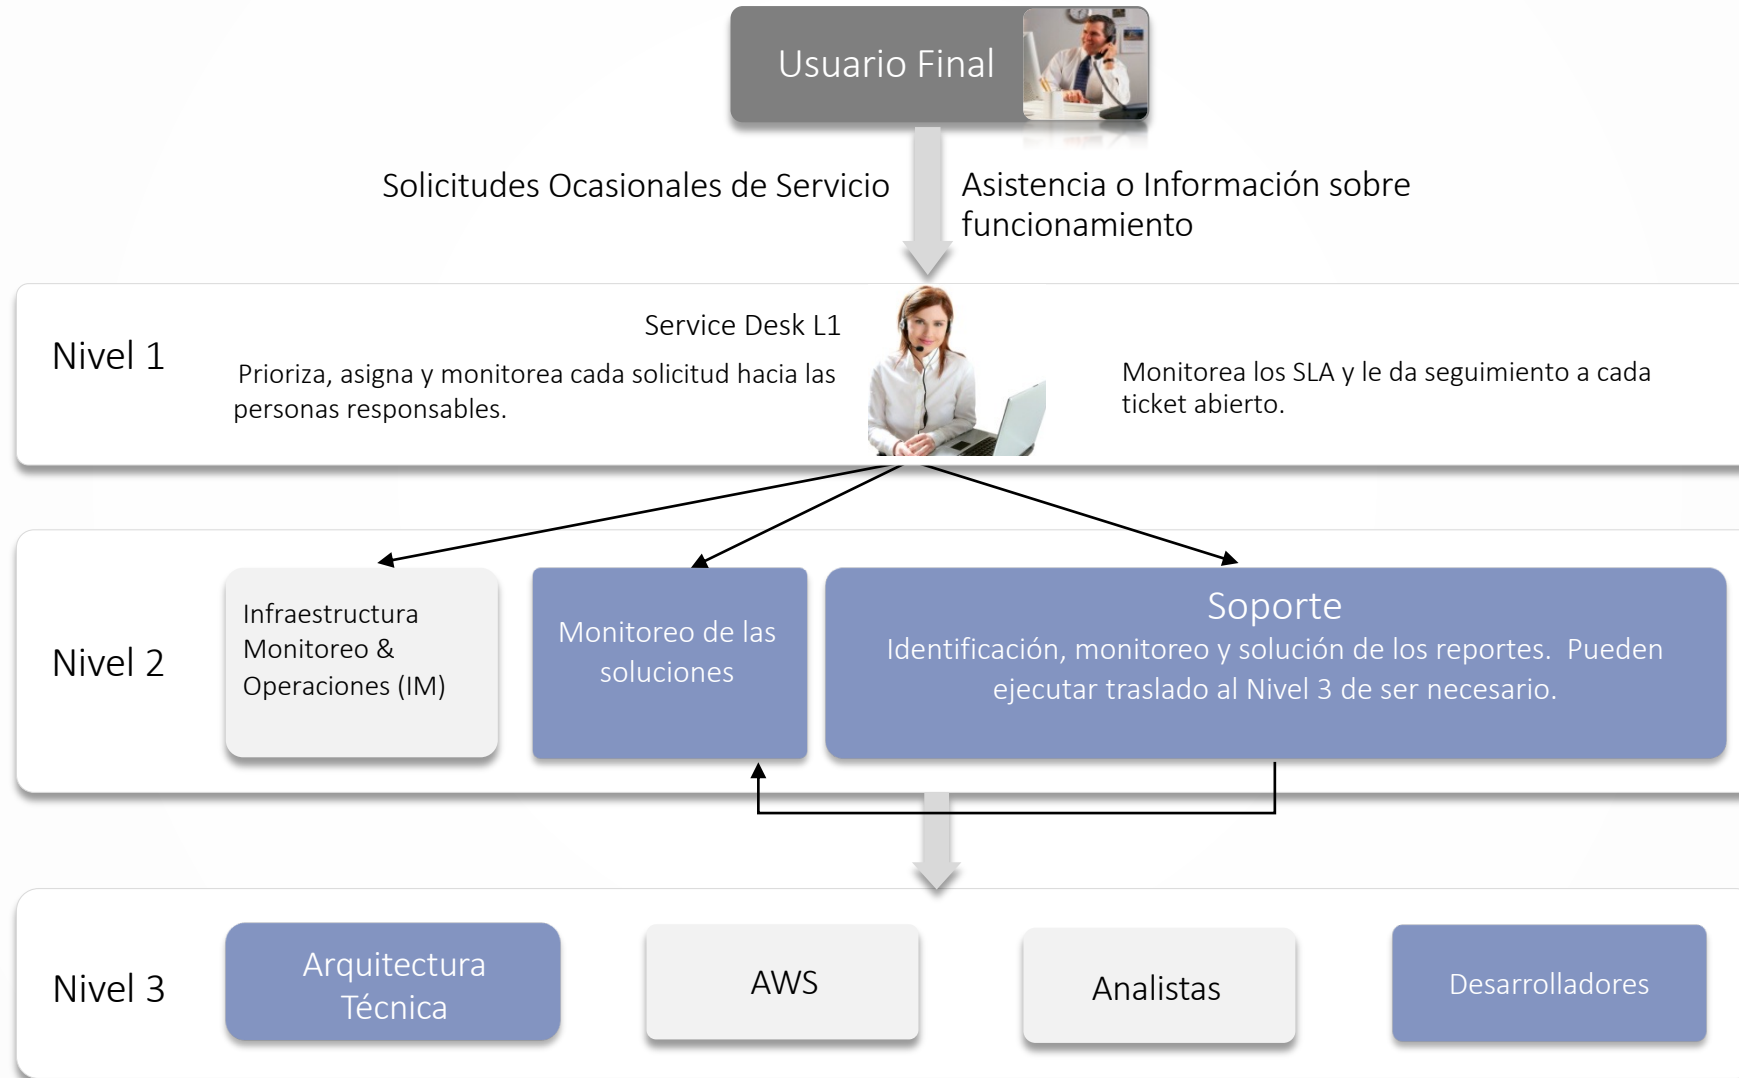 Usuario Final
Solicitudes Ocasionales de Servicio
Asistencia o Información sobre
funcionamiento
Nivel 1
Service Desk L1
Prioriza, asigna y monitorea cada solicitud hacia las
personas responsables.
Monitorea los SLA y le da seguimiento a cada
ticket abierto.
Nivel 2
Infraestructura
Monitoreo &
Operaciones (IM)
Monitoreo de las
soluciones
Soporte
Identificación, monitoreo y solución de los reportes.  Pueden
ejecutar traslado al Nivel 3 de ser necesario.
Nivel 3
Arquitectura
Técnica
AWS
Analistas
Desarrolladores